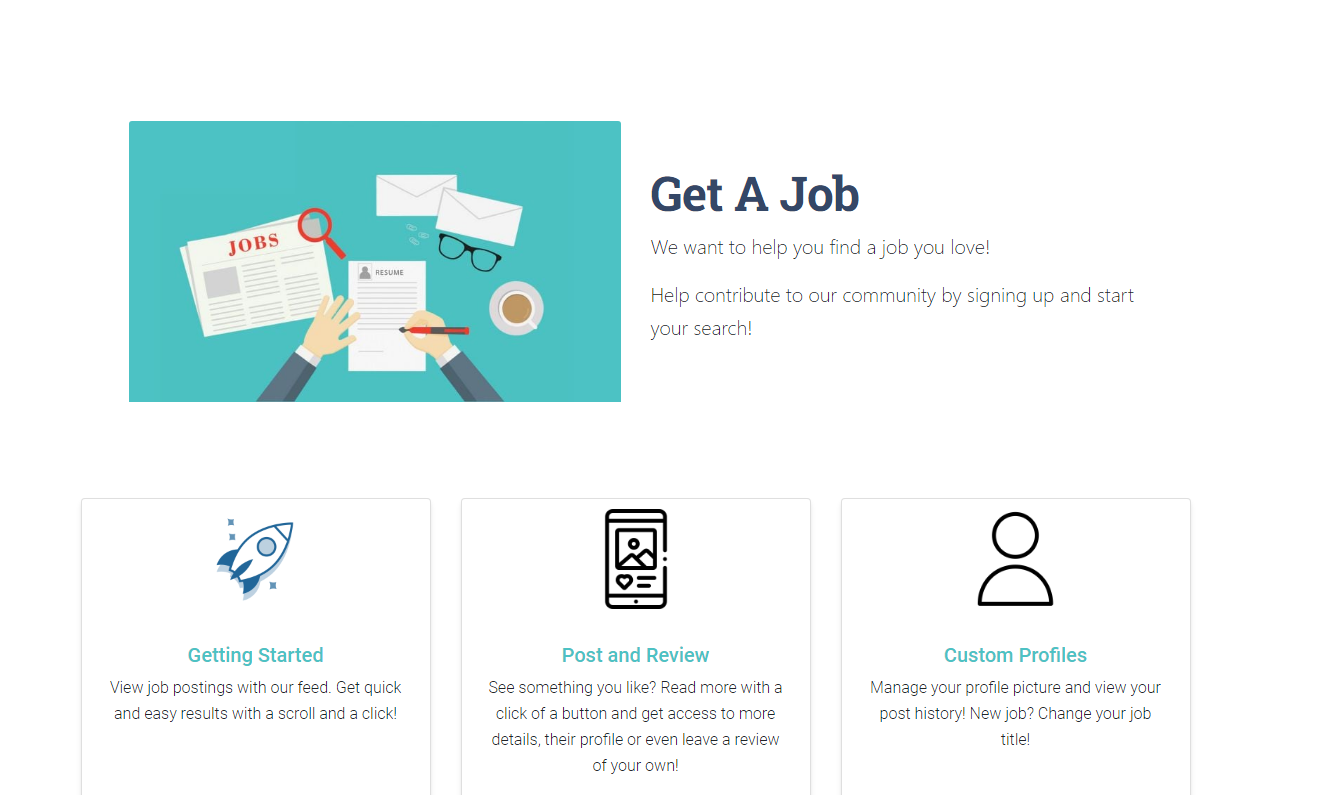 JOBS
RESUME
Get A Job
We want to help you find a job you love!
Help contribute to our community by signing up and start
your search!
Getting Started
View job postings with our feed. Get quick
and easy results with a scroll and a click!
Post and Review
See something you like? Read more with a
click of a button and get access to more
details, their profile or even leave a review
of your own!
Custom Profiles
Manage your profile picture and view your
post history! New job? Change your job
title!